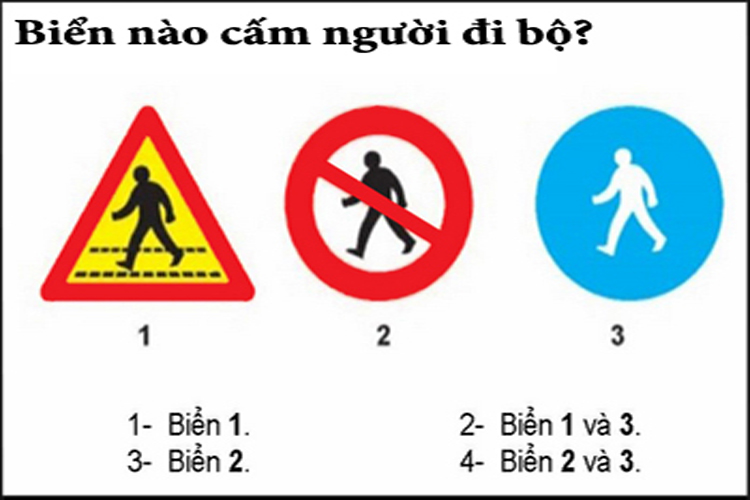 Biển nào cấm người đi bộ?
1 2 3
1- Biển 1. 2- Biển 1 và 3.
3- Biển 2. 4- Biển 2 và 3.